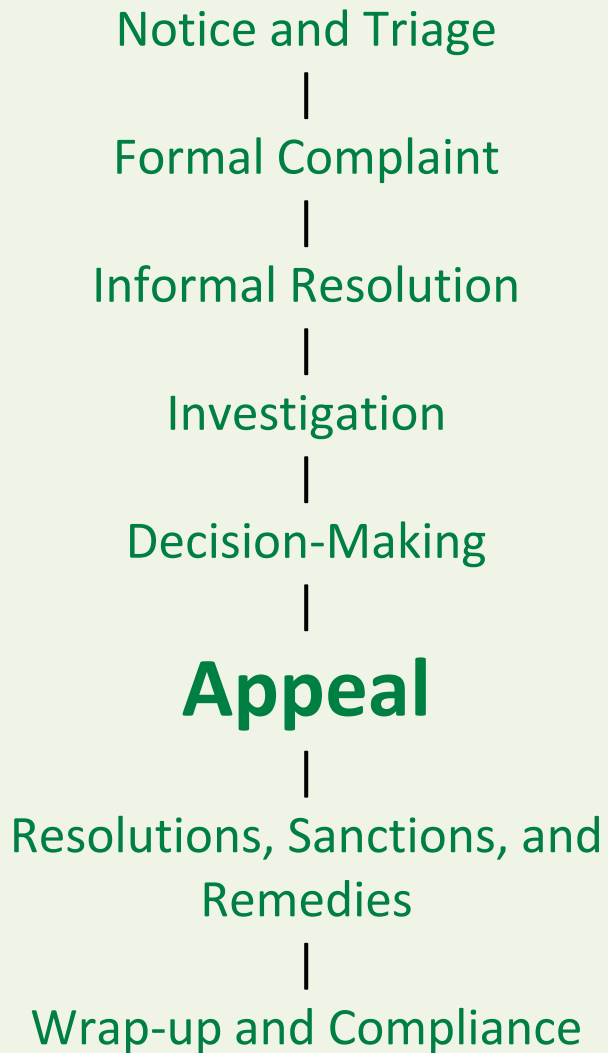 Notice and Triage
Formal Complaint
Informal Resolution
Investigation
Decision-Making
Appeal
Resolutions, Sanctions, and
Remedies
Wrap-up and Compliance